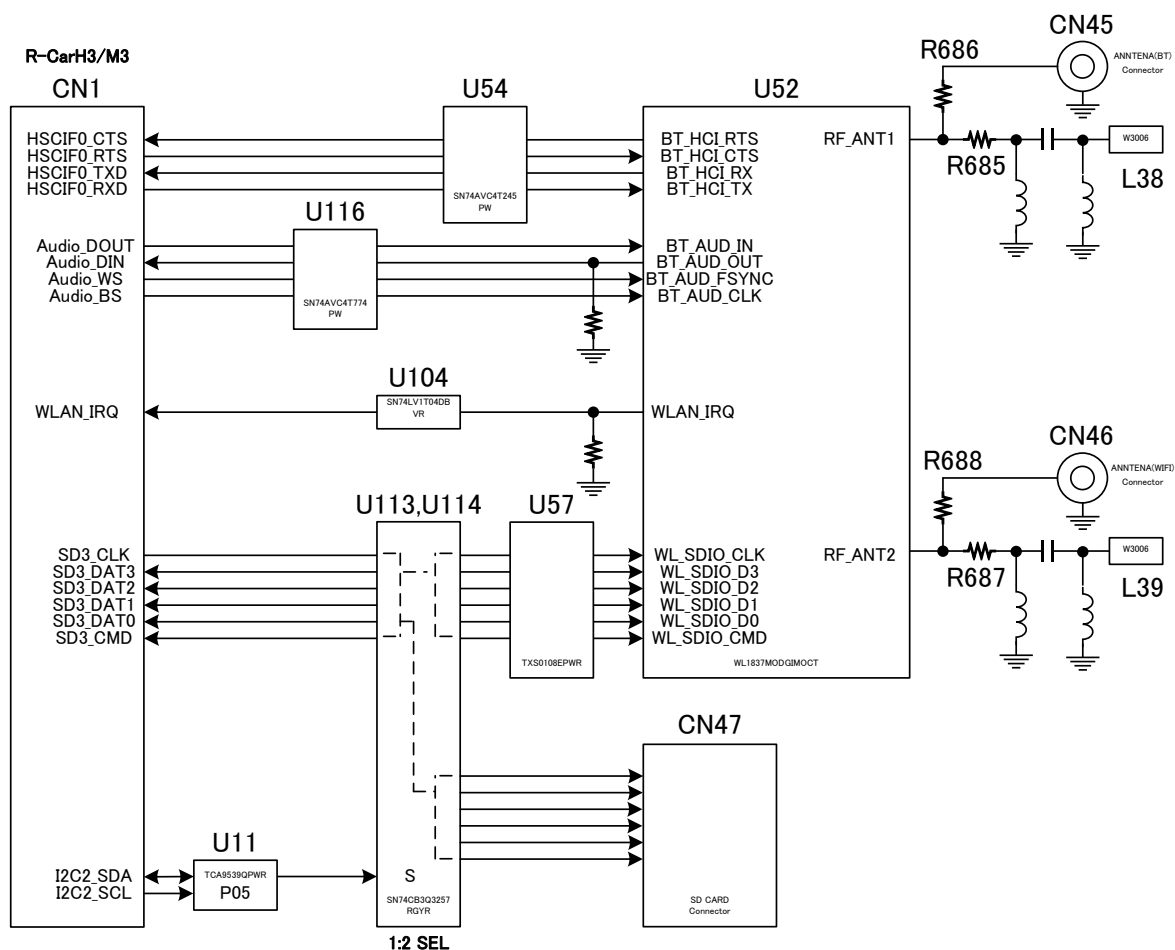 R-CarH3/M3
CN1
HSCIF0_CTS
HSCIF0_RTS
HSCIF0_TXD
HSCIF0_RXD
Audio_DOUT
Audio_DIN
Audio_WS
Audio_BS
WLAN_IRQ
SD3_CLK
SD3_DAT3
SD3_DAT2
SD3_DAT1
SD3_DAT0
SD3_CMD
I2C2_SDA
I2C2_SCL
U54
SN74AVC4T245
PW
U116
SN74AVC4T774
PW
U104
SN74LV1T04DB
VR
U113,U114
S
SN74CB3Q3257
RGYR
1:2 SEL
U57
TXS0108EPWR
U11
TCA9539QPWR
P05
U52
BT_HCI_RTS
BT_HCI_CTS
BT_HCI_RX
BT_HCI_TX
BT_AUD_IN
BT_AUD_OUT
BT_AUD_FSYNC
BT_AUD_CLK
WLAN_IRQ
WL_SDIO_CLK
WL_SDIO_D3
WL_SDIO_D2
WL_SDIO_D1
WL_SDIO_D0
WL_SDIO_CMD
RF_ANT1
RF_ANT2
WL1837MODGIMOCT
CN47
SD CARD
Connector
R686
CN45
ANNTENA(BT)
Connector
R685
W3006
L38
R688
CN46
ANNTENA(WIFI)
Connector
R687
W3006
L39